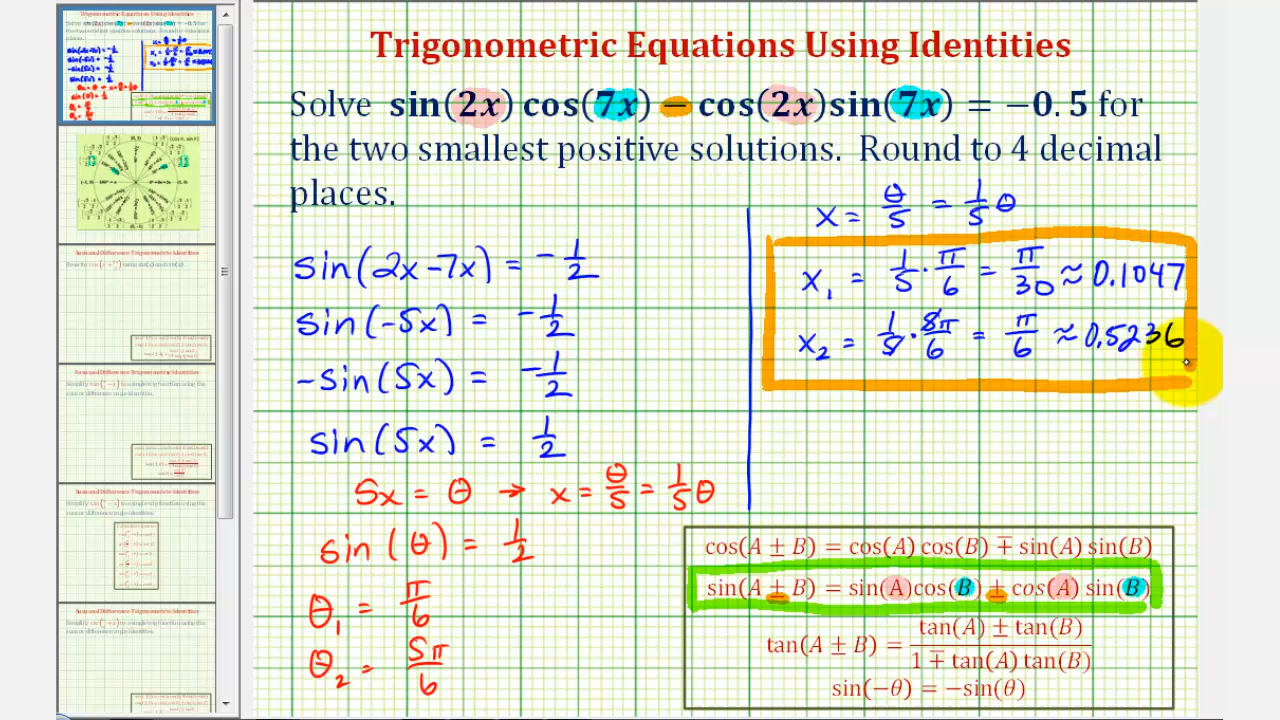 Trigonometric Equations Using Identities
Solve sin(2x) cos(7x) − cos(2x) sin(7x) = −0.5 for
the two smallest positive solutions. Round to 4 decimal
places.
sin(2x-7x) = -1/2
sin(-5x) = -1/2
-sin(5x) = -1/2
sin(5x) = 1/2
5x = θ → x = θ/5 = 1/5 θ
sin(θ) = 1/2
θ₁ = π/6
θ₂ = 5π/6
x = θ/5 = 1/5 θ
x₁ = 1/5 · π/6 = π/30 ≈ 0.1047
x₂ = 1/5 · 5π/6 = π/6 ≈ 0.5236
cos(A ± B) = cos(A) cos(B) ∓ sin(A) sin(B)
sin(A ± B) = sin(A) cos(B) ± cos(A) sin(B)
tan(A ± B) = tan(A) ± tan(B) / 1 ∓ tan(A) tan(B)
sin(−θ) = −sin(θ)